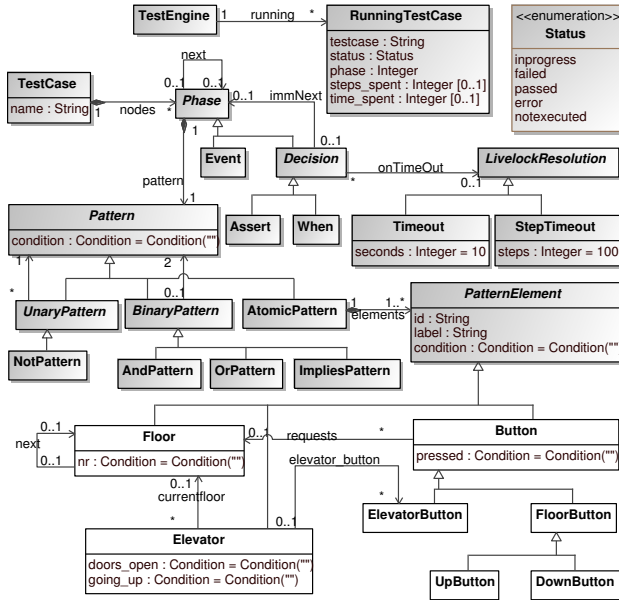 TestEngine
1
running
*
RunningTestCase
testcase : String
status : Status
phase : Integer
steps_spent : Integer [0..1]
time_spent : Integer [0..1]
<<enumeration>>
Status
inprogress
failed
passed
error
notexecuted
next
0..1
0..1
TestCase
name : String
1
nodes
*
Phase
1
0..1
immNext
0..1
Event
Decision
*
onTimeOut
0..1
LivelockResolution
pattern
1
Assert
When
Timeout
seconds : Integer = 10
StepTimeout
steps : Integer = 100
Pattern
condition : Condition = Condition("")
1
2
*
0..1
UnaryPattern
BinaryPattern
AtomicPattern
1
elements
1..*
PatternElement
id : String
label : String
condition : Condition = Condition("")
NotPattern
AndPattern
OrPattern
ImpliesPattern
0..1
next
0..1
Floor
nr : Condition = Condition("")
0..1
requests
*
Button
pressed : Condition = Condition("")
0..1
currentfloor
*
elevator_button
0..1
*
ElevatorButton
FloorButton
Elevator
doors_open : Condition = Condition("")
going_up : Condition = Condition("")
UpButton
DownButton